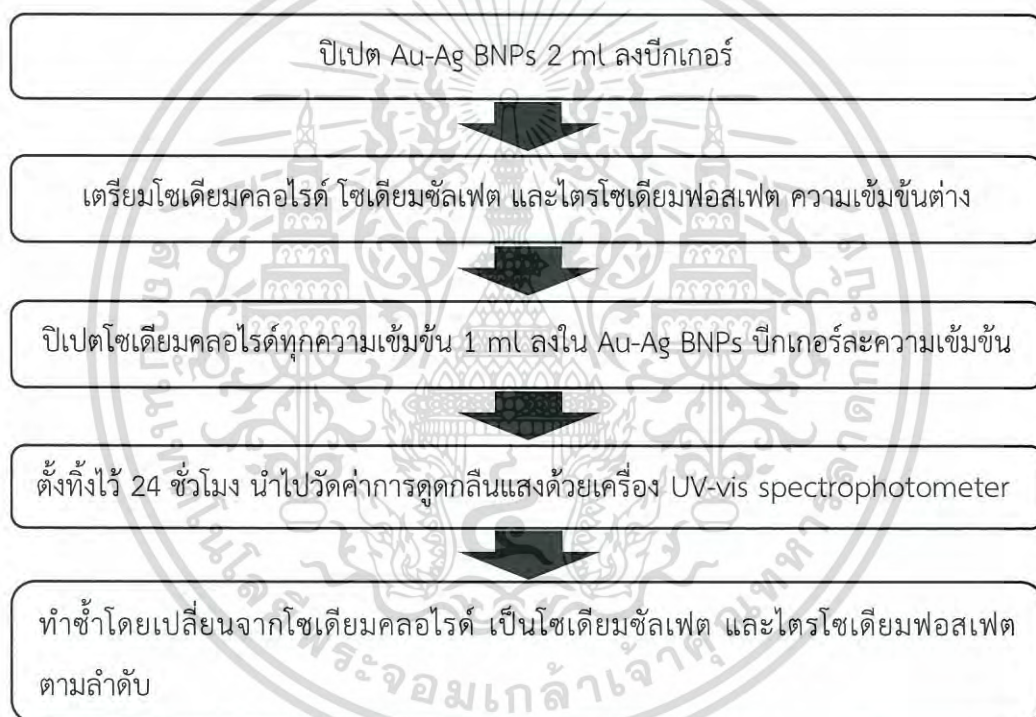 ปิเปต Au-Ag BNPs 2 ml ลงบีกเกอร์
เตรียมโซเดียมคลอไรด์ โซเดียมซัลเฟต และไตรโซเดียมฟอสเฟต ความเข้มข้นต่าง
ปิเปตโซเดียมคลอไรด์ทุกความเข้มข้น 1 ml ลงใน Au-Ag BNPs บีกเกอร์ละความเข้มข้น
ตั้งทิ้งไว้ 24 ชั่วโมง นำไปวัดค่าการดูดกลืนแสงด้วยเครื่อง UV-vis spectrophotometer
ทำซ้ำโดยเปลี่ยนจากโซเดียมคลอไรด์ เป็นโซเดียมซัลเฟต และไตรโซเดียมฟอสเฟต
ตามลำดับ